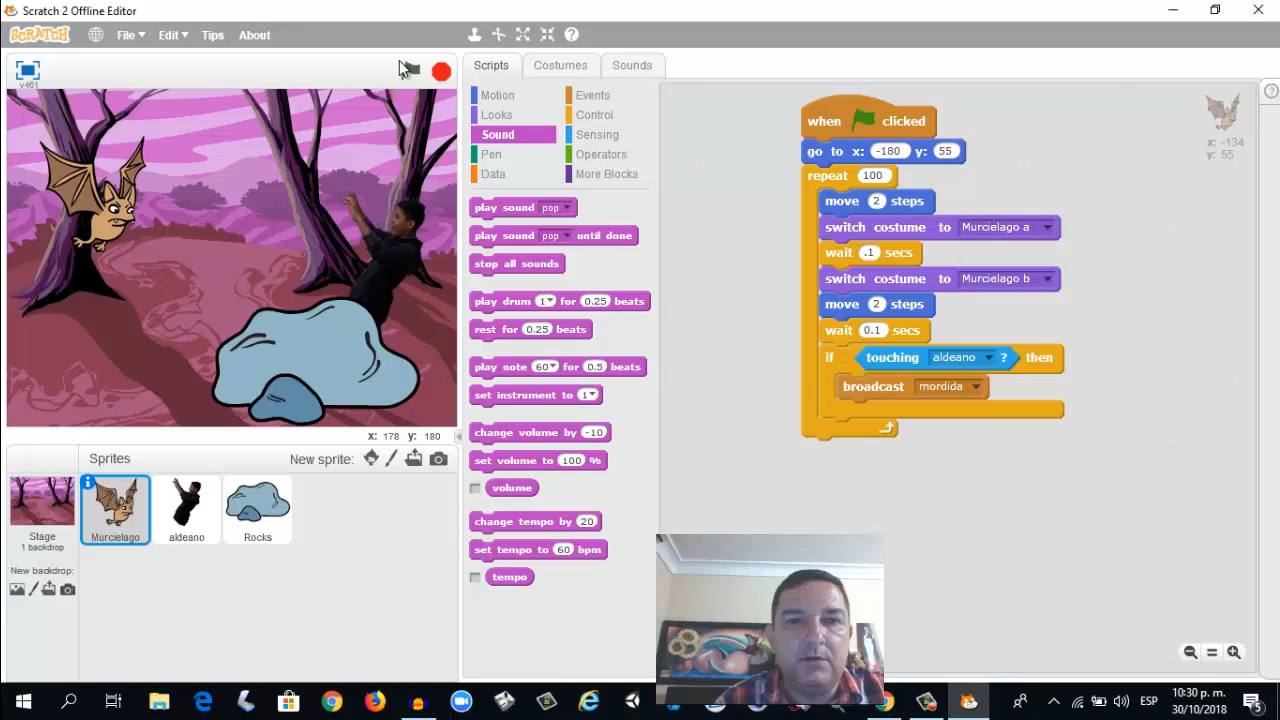 Scratch 2 Offline Editor
SCRATCH File Edit Tips About
v461
Scripts Costumes Sounds
Motion Events
Looks Control
Sound Sensing
Pen Operators
Data More Blocks
play sound pop
play sound pop until done
stop all sounds
play drum 1 for 0.25 beats
rest for 0.25 beats
play note 60 for 0.5 beats
set instrument to 1
change volume by -10
set volume to 100 %
volume
change tempo by 20
set tempo to 60 bpm
tempo
when clicked
go to x: -180 y: 55
repeat 100
move 2 steps
switch costume to Murcielago a
wait .1 secs
switch costume to Murcielago b
move 2 steps
wait 0.1 secs
if touching aldeano ? then
broadcast mordida
x: -134
y: 55
x: 178 y: 180
Sprites New sprite:
Stage
1 backdrop
New backdrop:
Murcielago
aldeano
Rocks
ESP
10:30 p. m.
30/10/2018
5